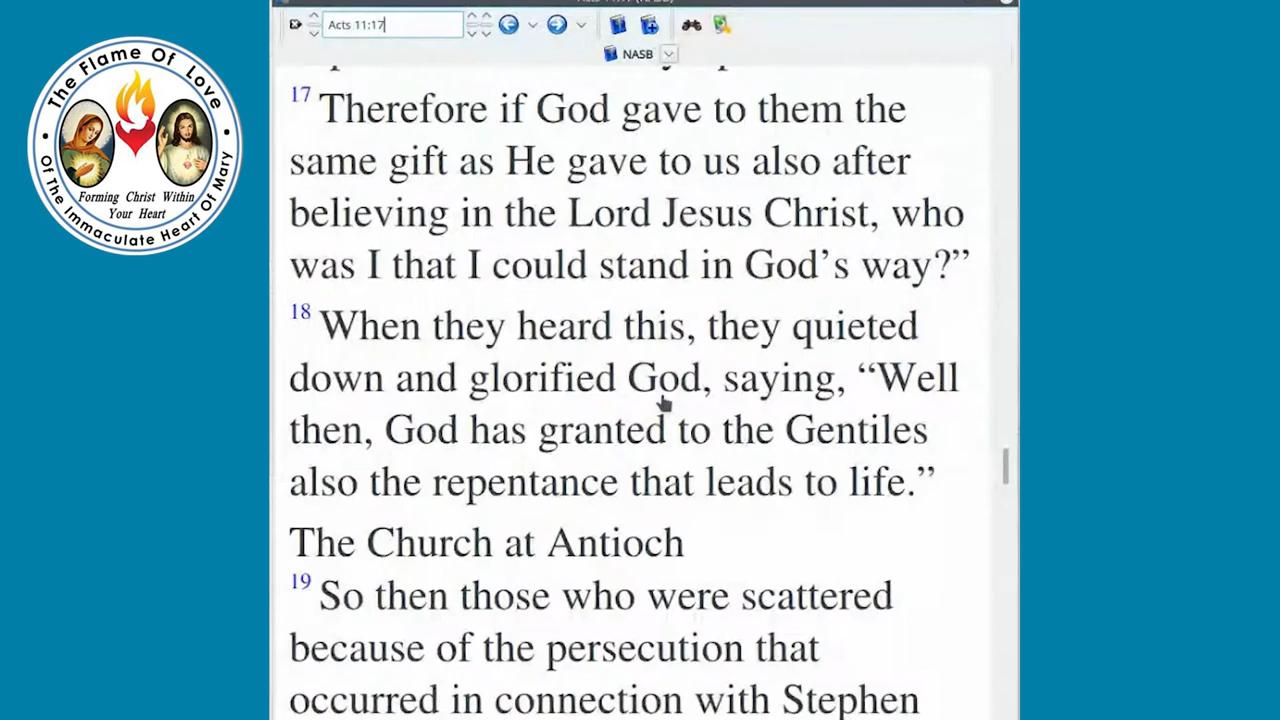 The Flame Of Love
Of The Immaculate Heart Of Mary
Forming Christ Within
Your Heart
Acts 11:17
NASB
17 Therefore if God gave to them the
same gift as He gave to us also after
believing in the Lord Jesus Christ, who
was I that I could stand in God’s way?”
18 When they heard this, they quieted
down and glorified God, saying, “Well
then, God has granted to the Gentiles
also the repentance that leads to life.”
The Church at Antioch
19 So then those who were scattered
because of the persecution that
occurred in connection with Stephen